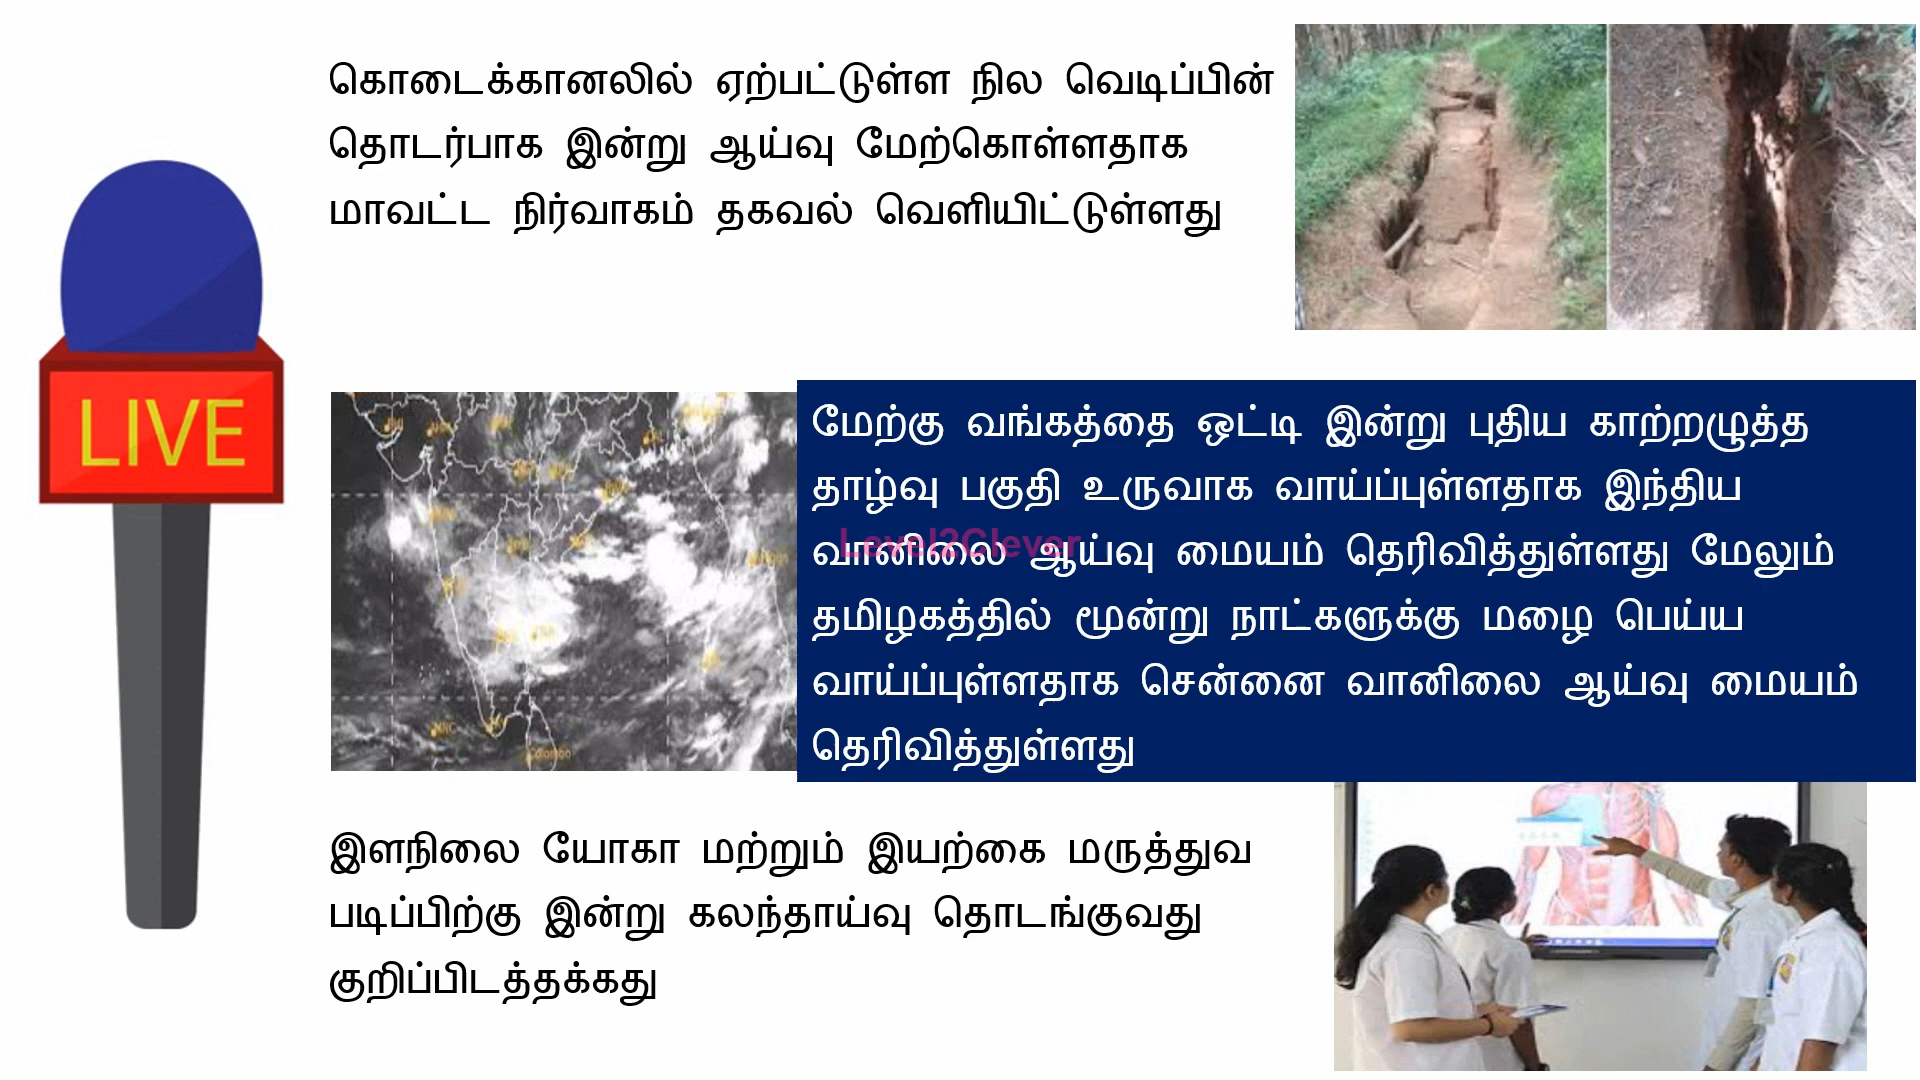 கொடைக்கானலில் ஏற்பட்டுள்ள நில வெடிப்பின்
தொடர்பாக இன்று ஆய்வு மேற்கொள்ளதாக
மாவட்ட நிர்வாகம் தகவல் வெளியிட்டுள்ளது
LIVE
மேற்கு வங்கத்தை ஒட்டி இன்று புதிய காற்றழுத்த
தாழ்வு பகுதி உருவாக வாய்ப்புள்ளதாக இந்திய
வானிலை ஆய்வு மையம் தெரிவித்துள்ளது மேலும்
தமிழகத்தில் மூன்று நாட்களுக்கு மழை பெய்ய
வாய்ப்புள்ளதாக சென்னை வானிலை ஆய்வு மையம்
தெரிவித்துள்ளது
Level2Clever
Colombo
இளநிலை யோகா மற்றும் இயற்கை மருத்துவ
படிப்பிற்கு இன்று கலந்தாய்வு தொடங்குவது
குறிப்பிடத்தக்கது